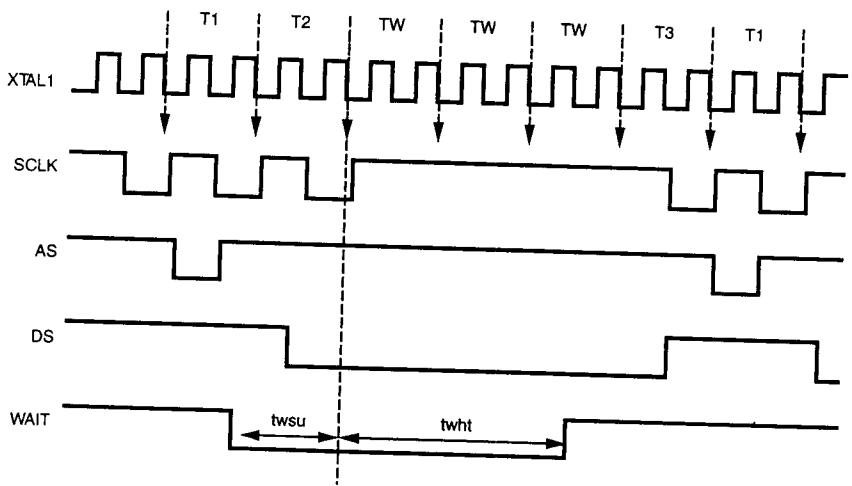 T1 T2 TW TW TW T3 T1
XTAL1
SCLK
AS
DS
WAIT
twsu twht